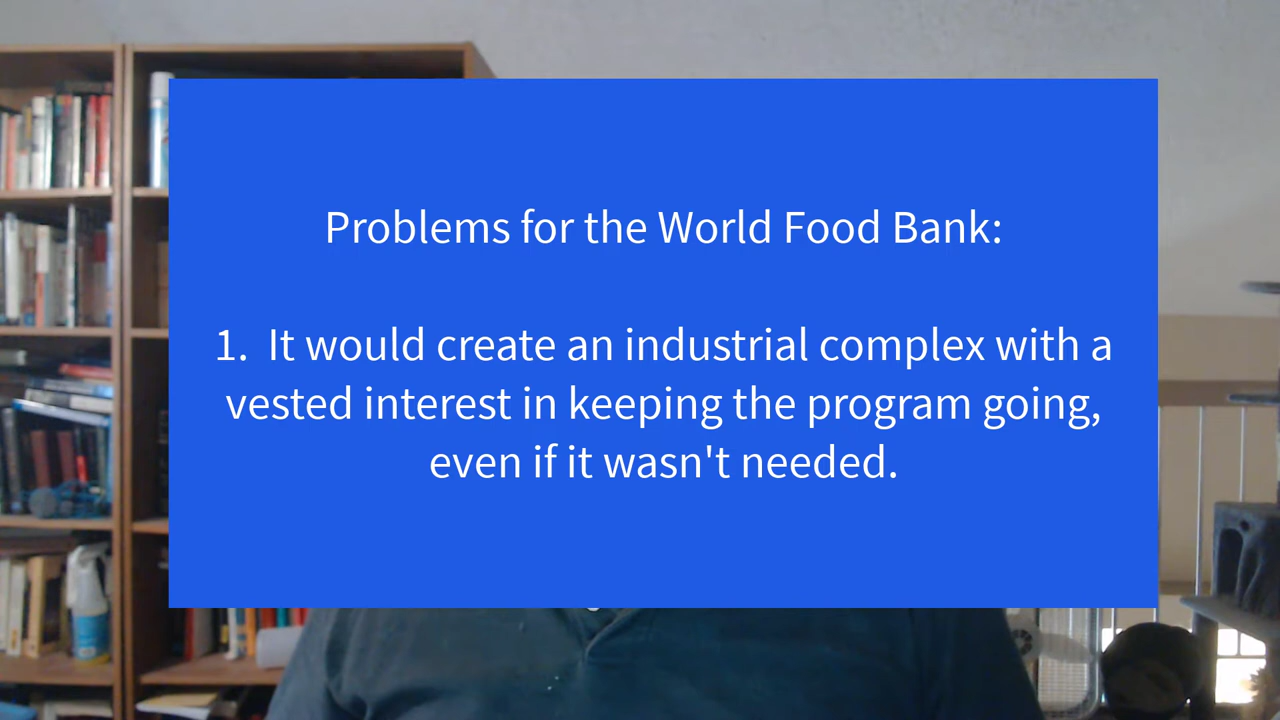 Problems for the World Food Bank:
1.  It would create an industrial complex with a
vested interest in keeping the program going,
even if it wasn't needed.